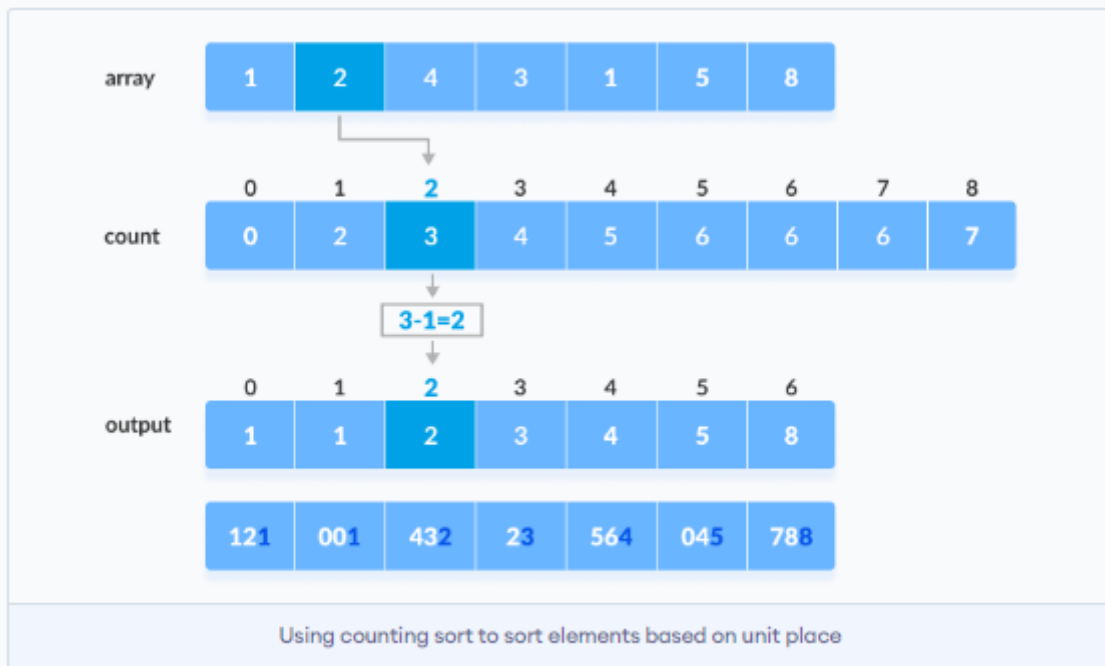 array 1 2 4 3 1 5 8
0 1 2 3 4 5 6 7 8
count 0 2 3 4 5 6 6 6 7
3-1=2
0 1 2 3 4 5 6
output 1 1 2 3 4 5 8
121 001 432 23 564 045 788
Using counting sort to sort elements based on unit place